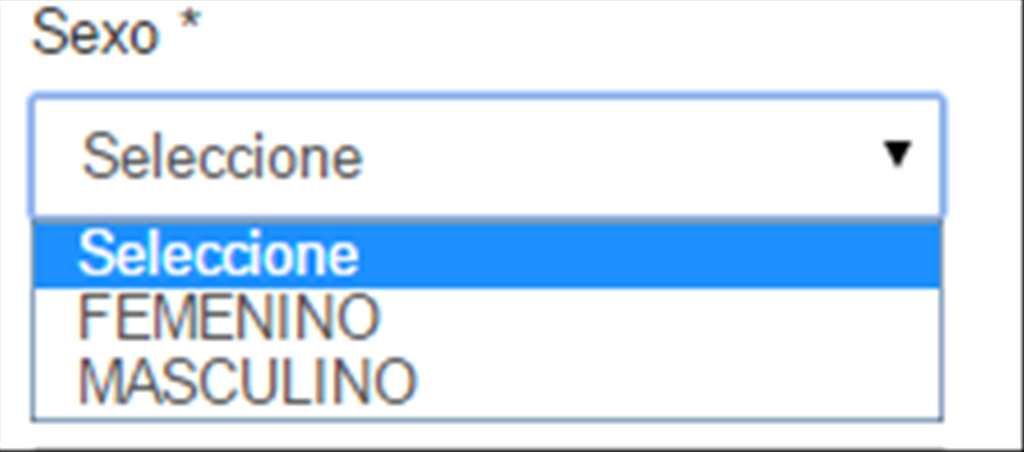 Sexo *
Seleccione
Seleccione
FEMENINO
MASCULINO